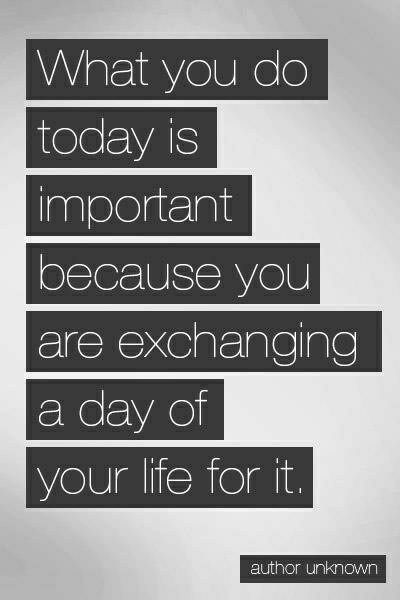 What you do
today is
important
because you
are exchanging
a day of
your life for it.
author unknown